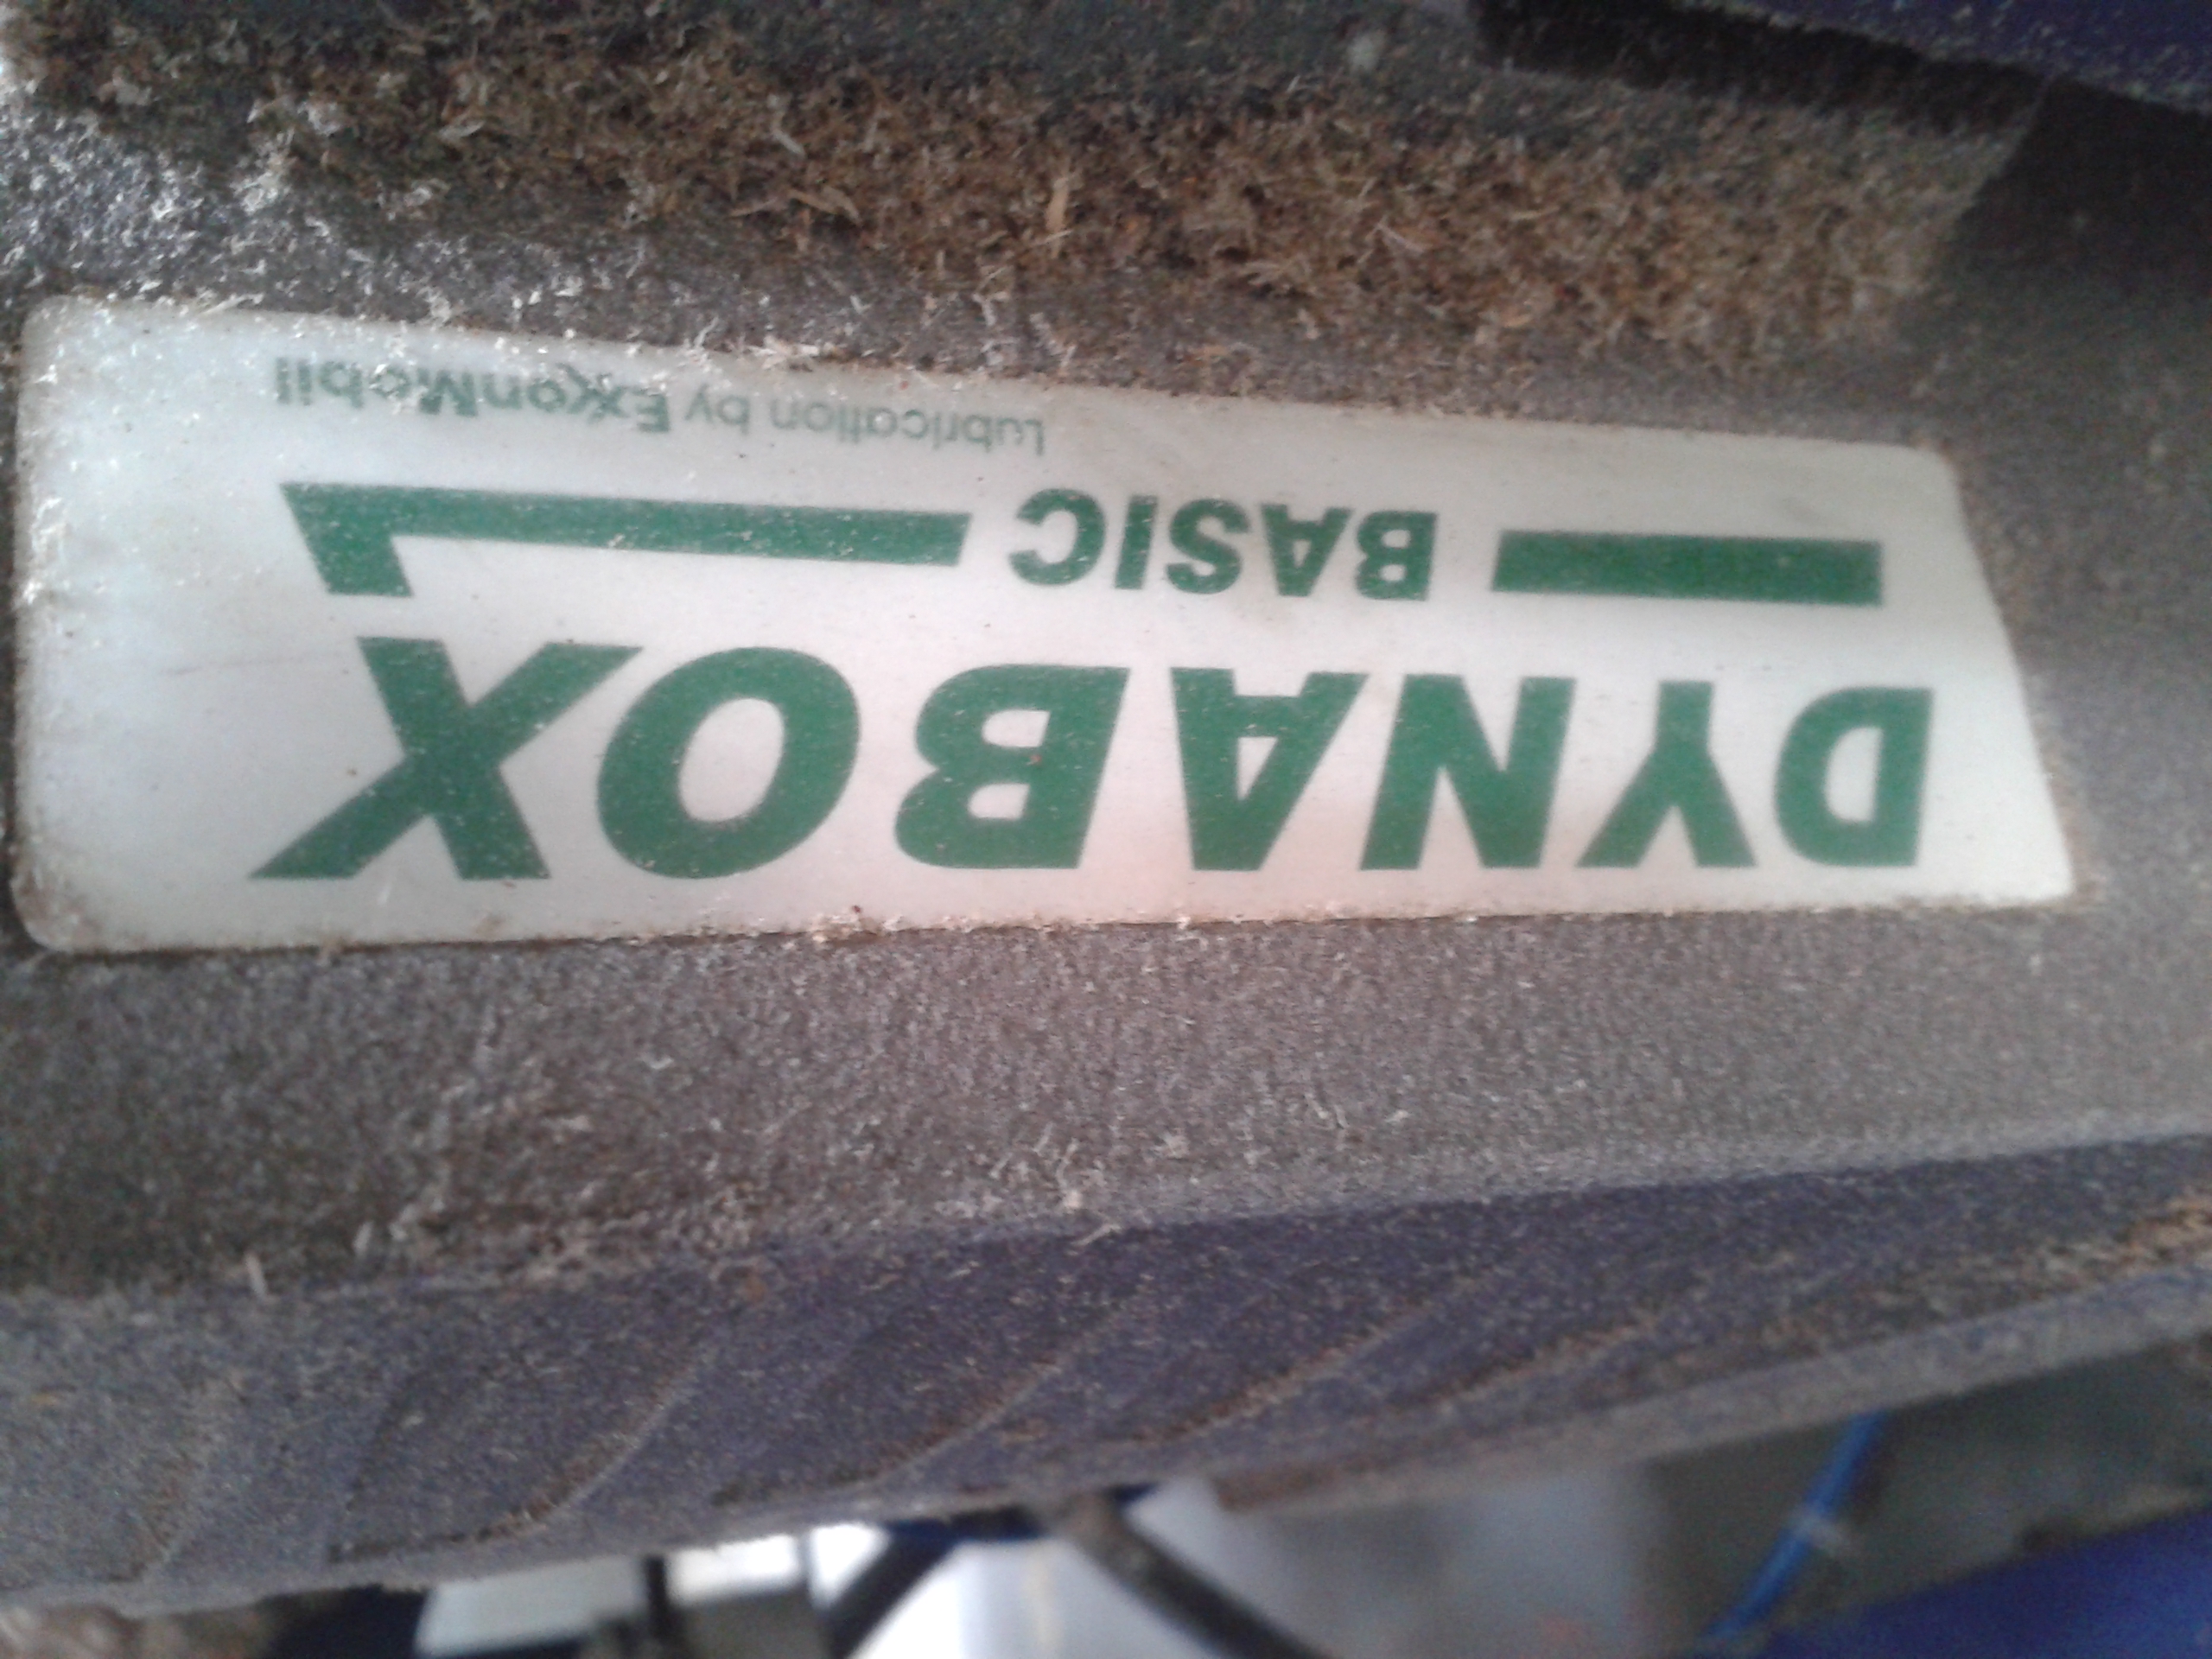 DYNABOX
BASIC
Lubrication by ExxonMobil